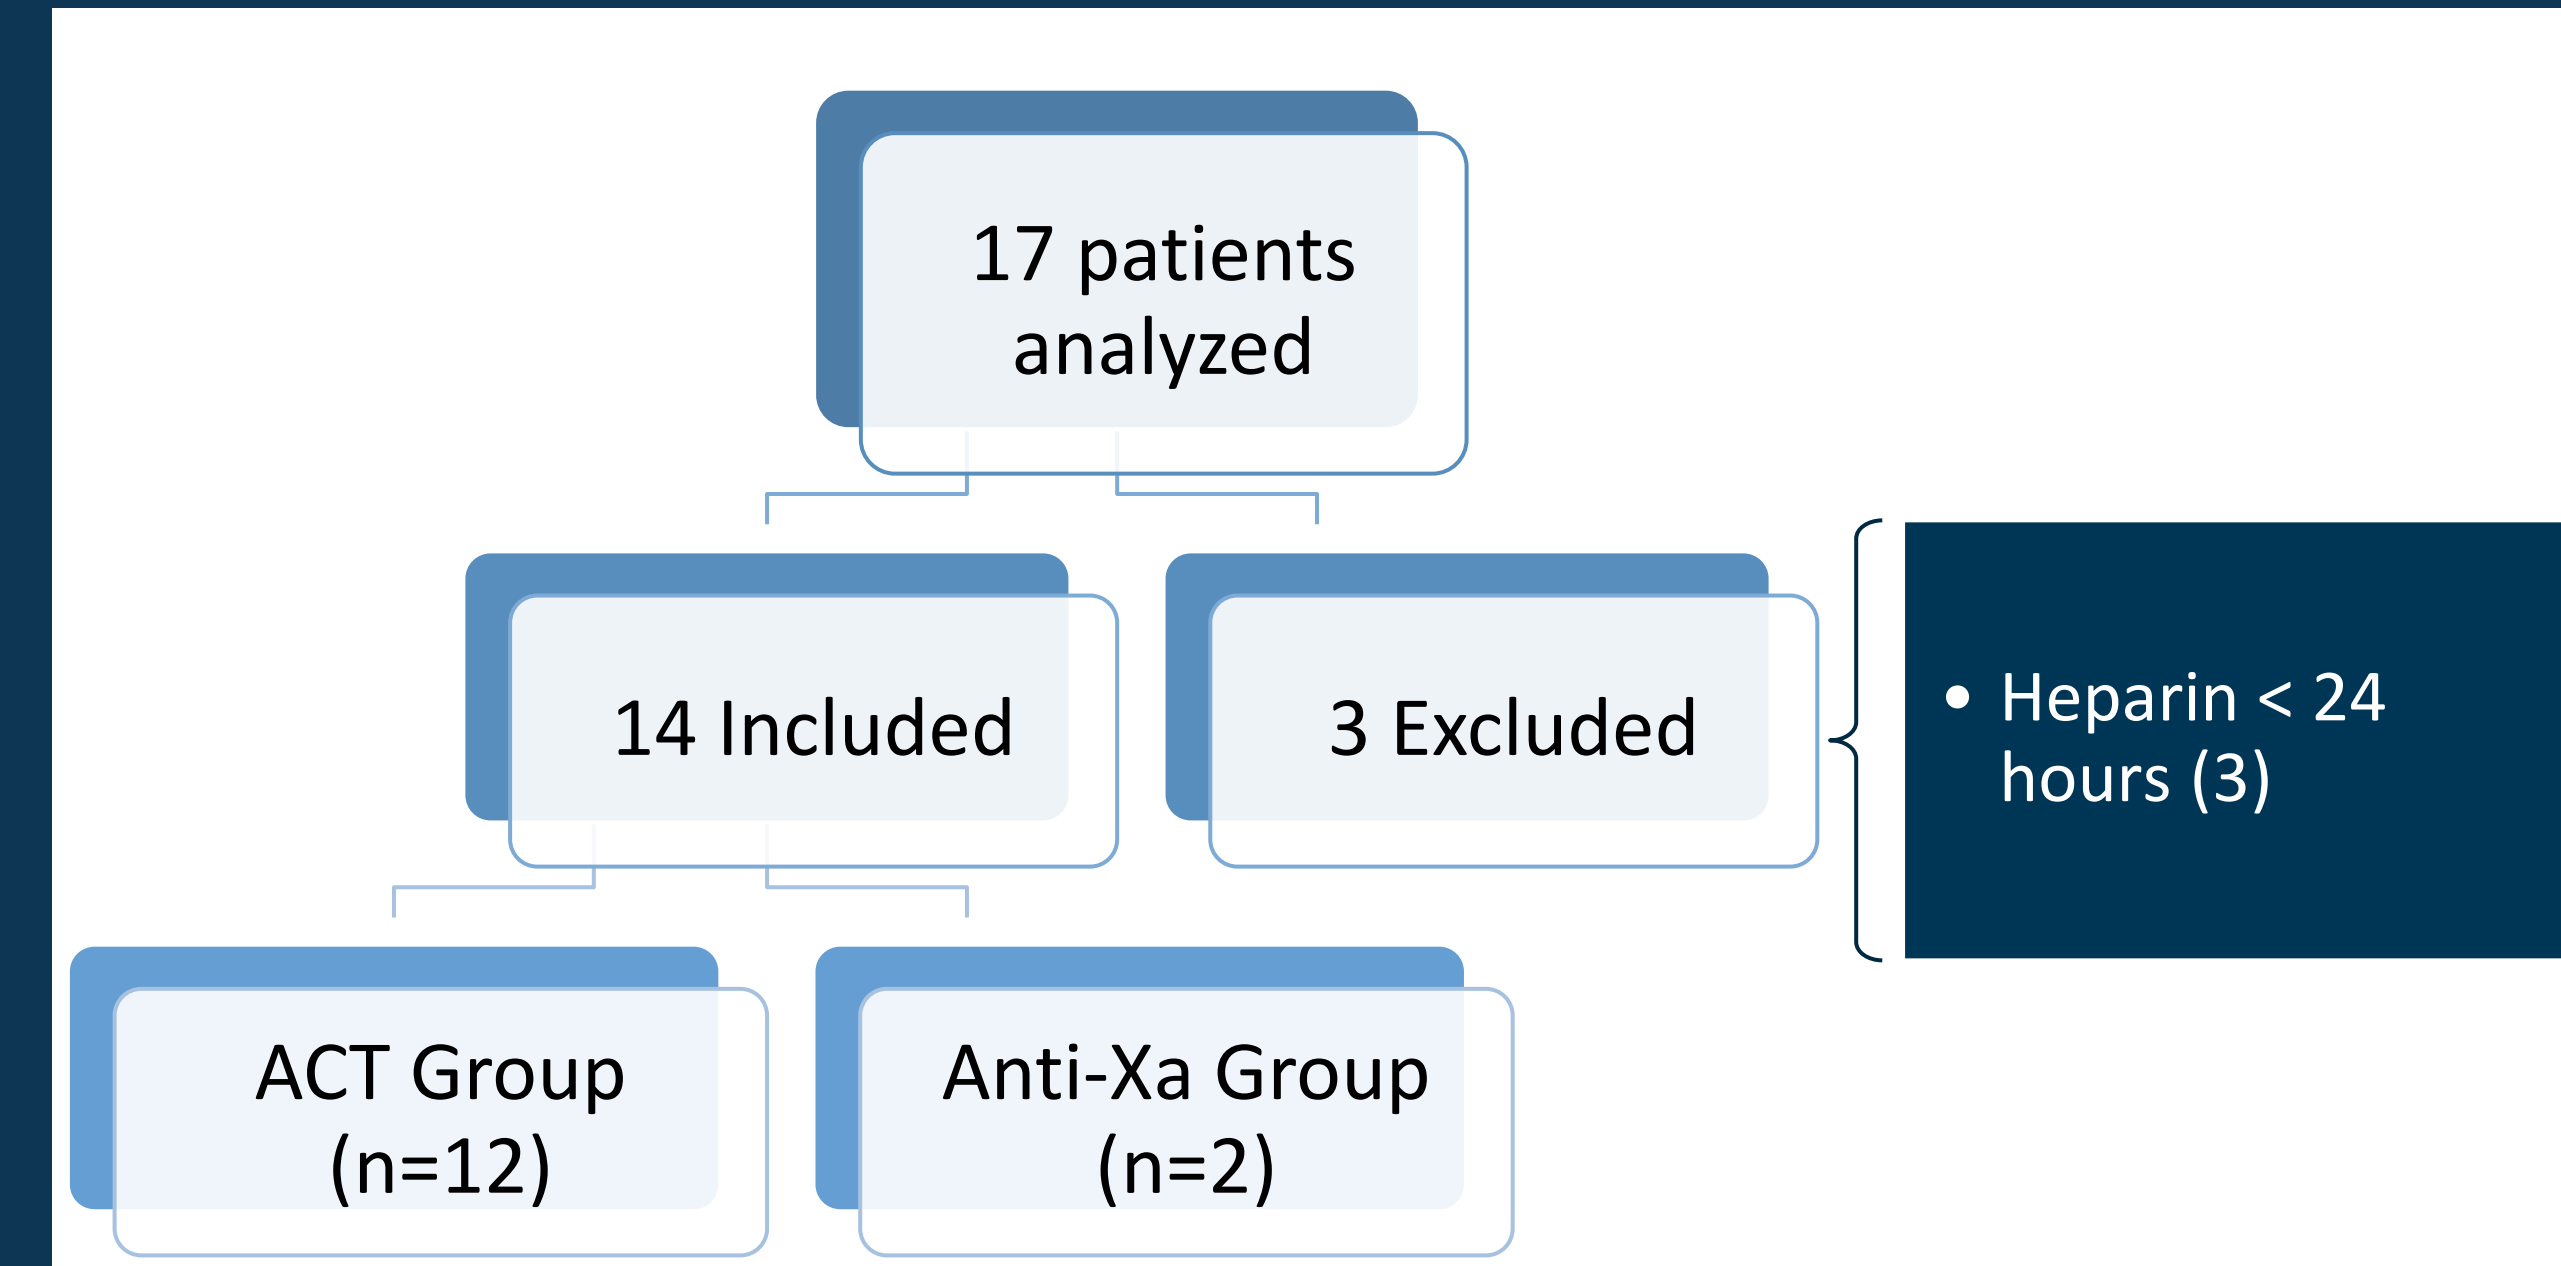 17 patients
analyzed
14 Included
3 Excluded
• Heparin < 24
hours (3)
ACT Group
(n=12)
Anti-Xa Group
(n=2)